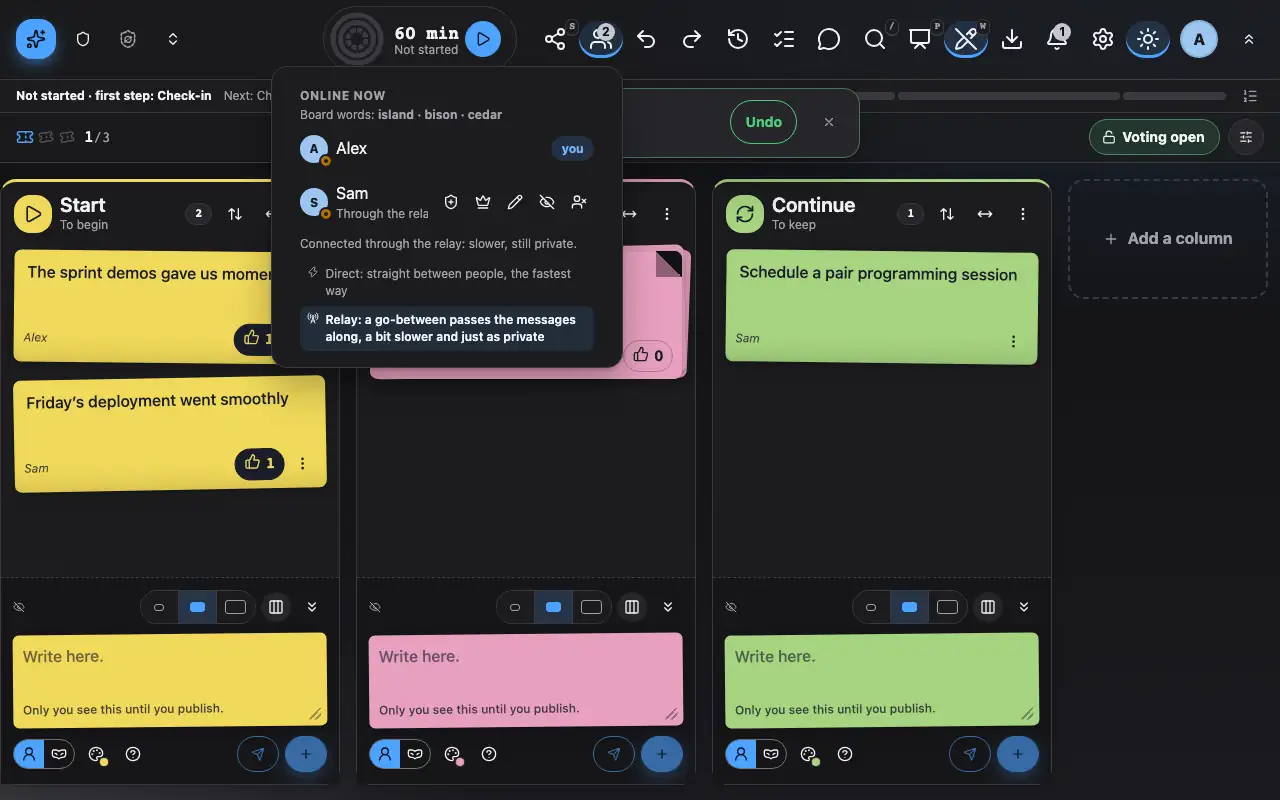 60 min
Not started
S
2
/
P
W
1
A
Not started · first step: Check-in
Next: Ch
1/3
Undo
Voting open
ONLINE NOW
Board words: island · bison · cedar
A
Alex
you
S
Sam
Through the rela
Connected through the relay: slower, still private.
Direct: straight between people, the fastest
way
Relay: a go-between passes the messages
along, a bit slower and just as private
Start
To begin
2
The sprint demos gave us momen
Alex
1
Friday's deployment went smoothly
Sam
1
0
Continue
To keep
1
Schedule a pair programming session
Sam
+ Add a column
Write here.
Only you see this until you publish.
Write here.
Only you see this until you publish.
Write here.
Only you see this until you publish.